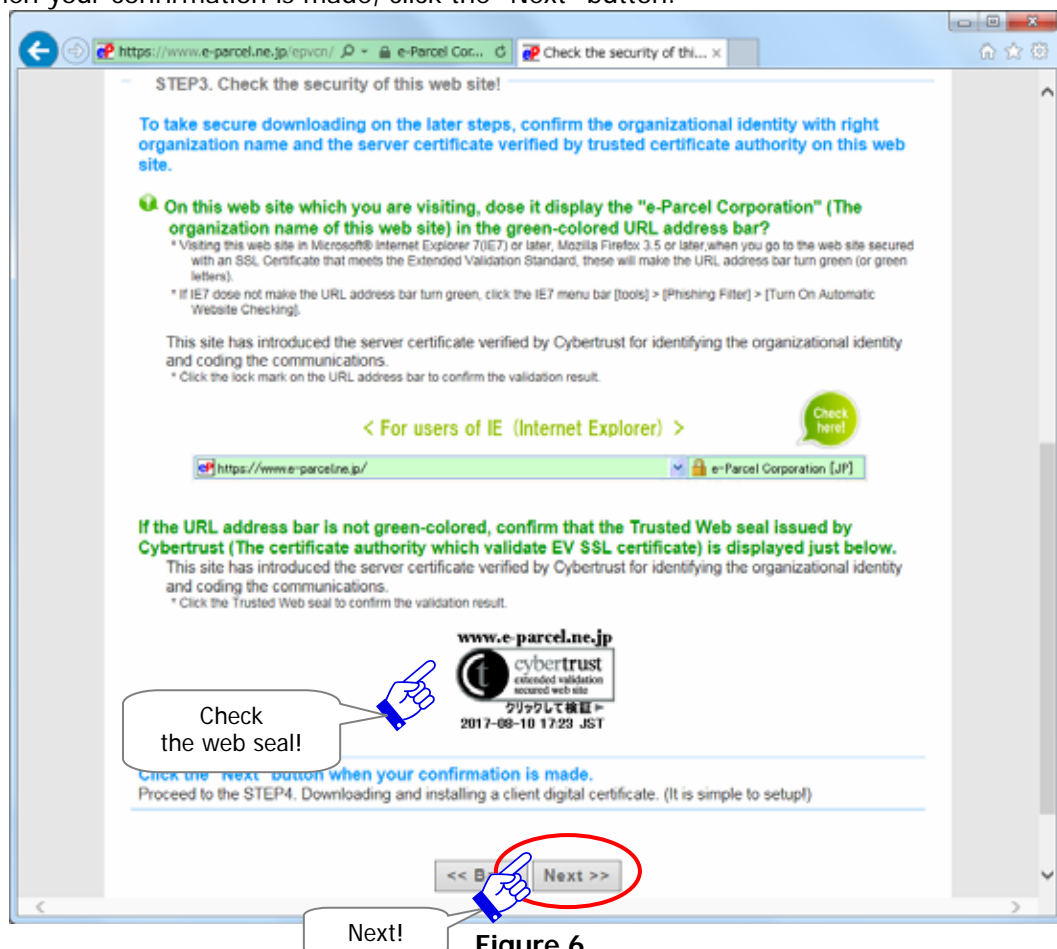 en your confirmation is made, click the "Next" button.
https://www.e-parcel.ne.jp/epvcn/
e-Parcel Cor...
Check the security of thi... ×
STEP3. Check the security of this web site!
To take secure downloading on the later steps, confirm the organizational identity with right
organization name and the server certificate verified by trusted certificate authority on this web
site.
On this web site which you are visiting, dose it display the "e-Parcel Corporation" (The
organization name of this web site) in the green-colored URL address bar?
* Visiting this web site in Microsoft® Internet Explorer 7(IE7) or later, Mozilla Firefox 3.5 or later,when you go to the web site secured
with an SSL Certificate that meets the Extended Validation Standard, these will make the URL address bar turn green (or green
letters).
* If IE7 dose not make the URL address bar turn green, click the IE7 menu bar [tools] > [Phishing Filter] > [Turn On Automatic
Website Checking].
This site has introduced the server certificate verified by Cybertrust for identifying the organizational identity
and coding the communications.
* Click the lock mark on the URL address bar to confirm the validation result.
Check
here!
< For users of IE (Internet Explorer) >
eP https://www.e-parcel.ne.jp/
e-Parcel Corporation [JP]
If the URL address bar is not green-colored, confirm that the Trusted Web seal issued by
Cybertrust (The certificate authority which validate EV SSL certificate) is displayed just below.
This site has introduced the server certificate verified by Cybertrust for identifying the organizational identity
and coding the communications.
* Click the Trusted Web seal to confirm the validation result.
www.e-parcel.ne.jp
cybertrust
extended validation
secured web site
クリックして検証
2017-08-10 17:23 JST
Check
the web seal!
Click the "Next" button when your confirmation is made.
Proceed to the STEP4. Downloading and installing a client digital certificate. (It is simple to setup!)
<< B
Next >>
Next!
Figure 6